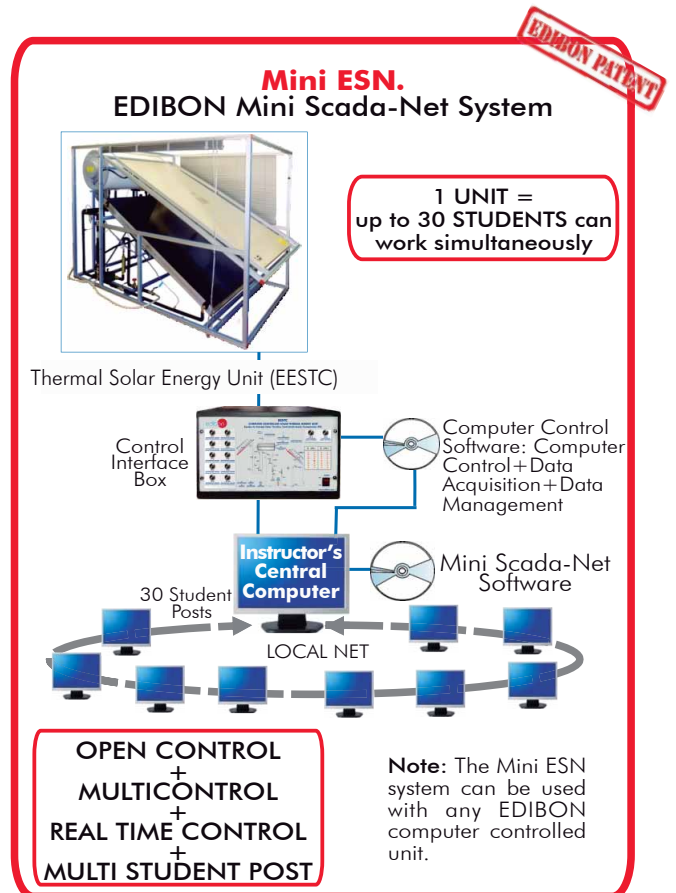 EDIBON PATENT
Mini ESN.
EDIBON Mini Scada-Net System
1 UNIT =
up to 30 STUDENTS can
work simultaneously
Thermal Solar Energy Unit (EESTC)
Control
Interface
Box
Computer Control
Software: Computer
Control+Data
Acquisition+Data
Management
Instructor's
Central
Computer
Mini Scada-Net
Software
30 Student
Posts
LOCAL NET
OPEN CONTROL
+
MULTICONTROL
+
REAL TIME CONTROL
+
MULTI STUDENT POST
Note: The Mini ESN
system can be used
with any EDIBON
computer controlled
unit.